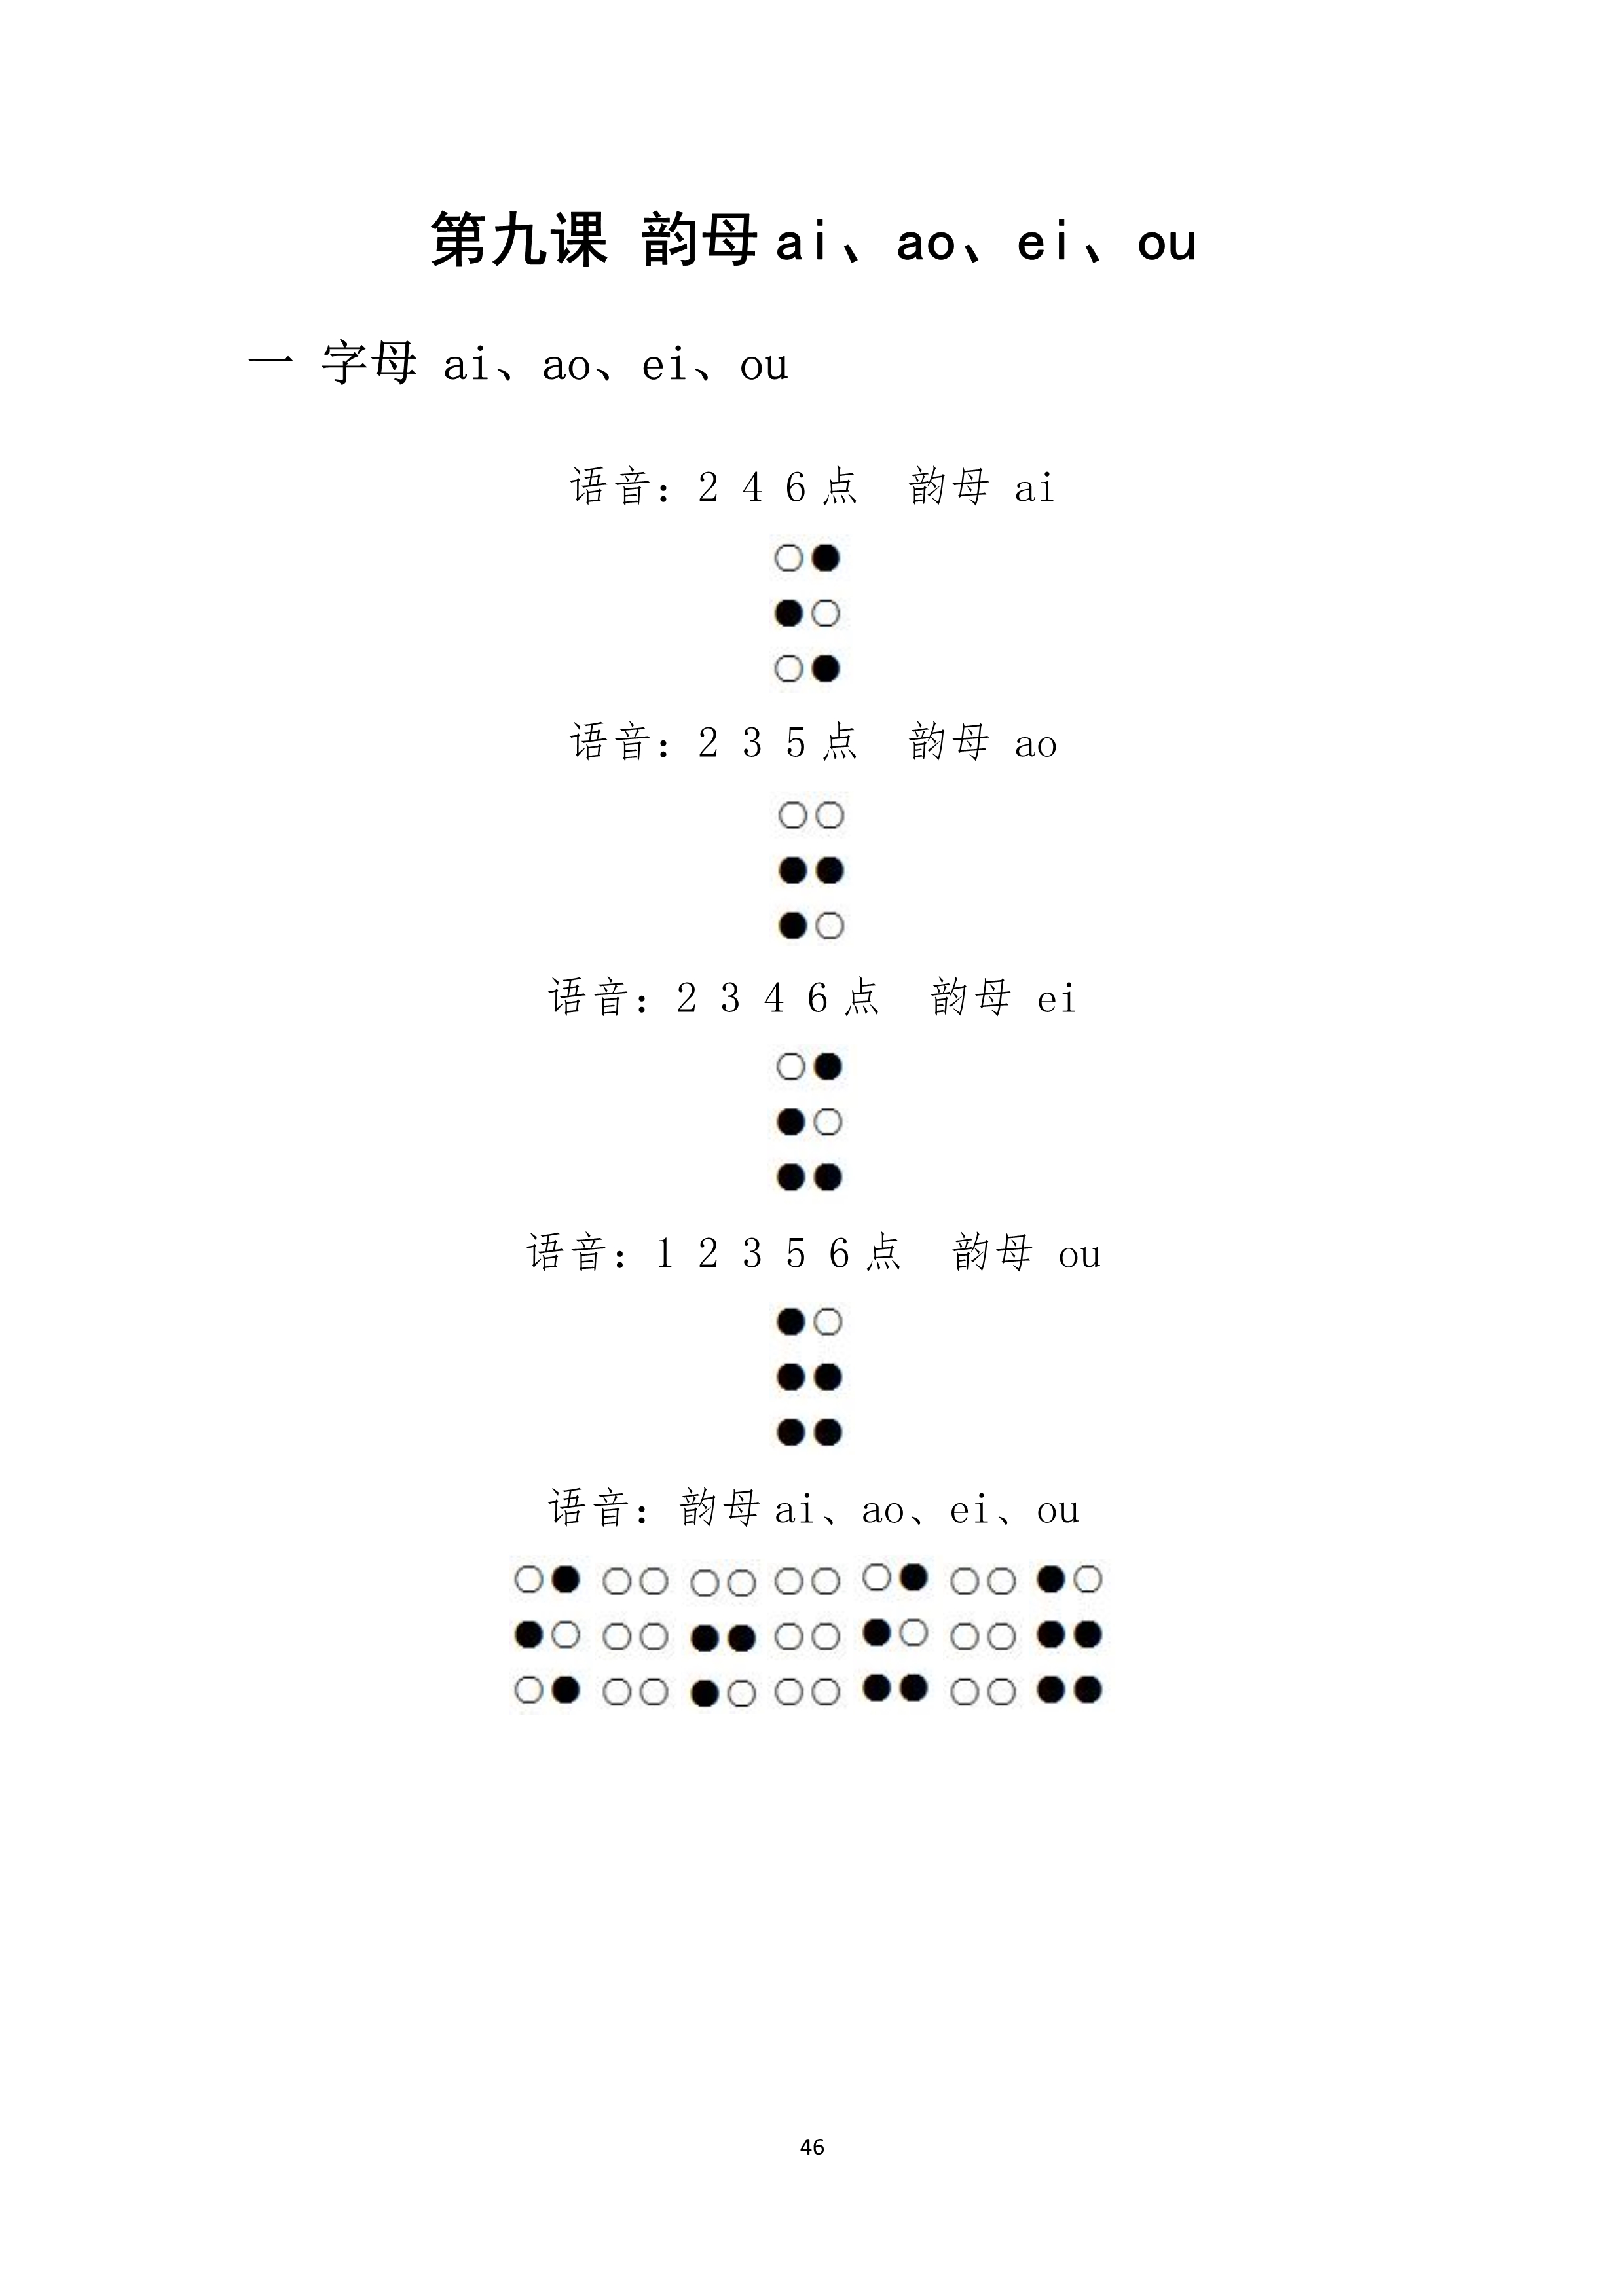 第九课 韵母 ai、ao、ei、ou
一 字母 ai、ao、ei、ou
语音：2 4 6 点 韵母 ai
○●
●○
○●
语音：2 3 5 点 韵母 ao
○○
●●
●○
语音：2 3 4 6 点 韵母 ei
○●
●○
●●
语音：1 2 3 5 6 点 韵母 ou
●○
●●
●●
语音：韵母 ai、ao、ei、ou
○● ○○ ○○ ○○ ○● ○○ ●○
●○ ○○ ●● ○○ ●○ ○○ ●●
○● ○○ ●○ ○○ ●● ○○ ●●
46